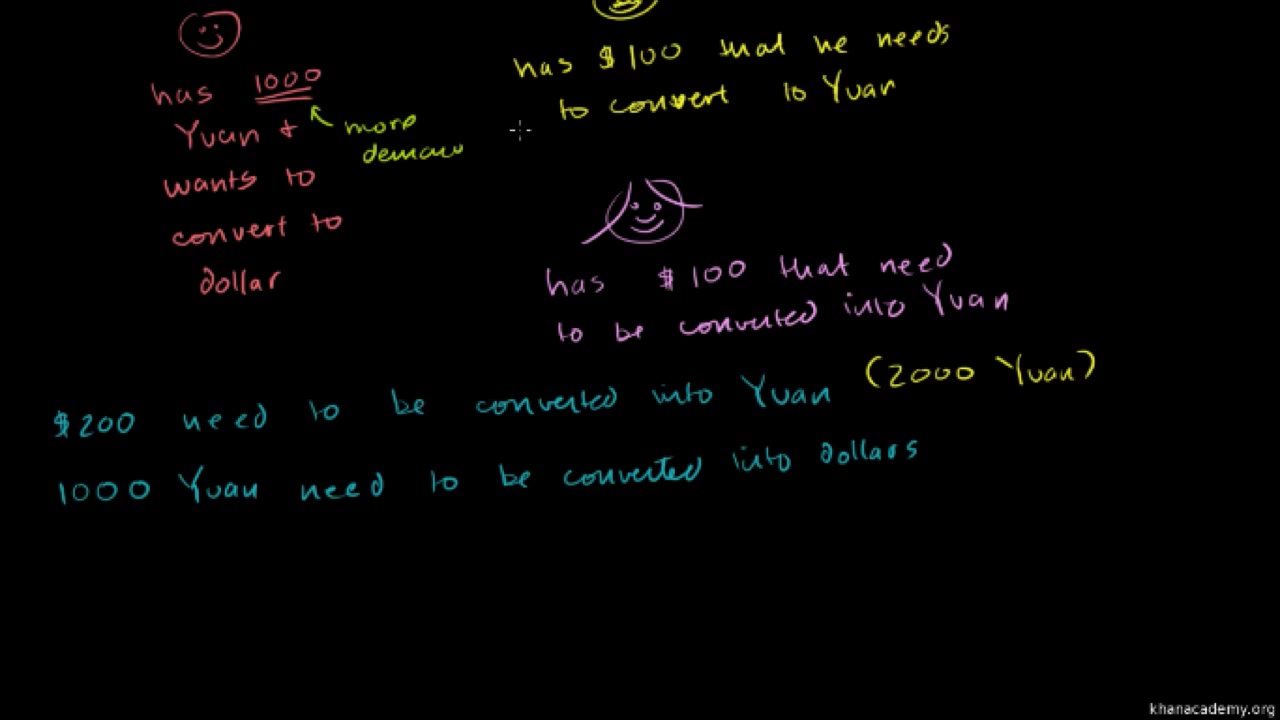 has 1000
Yuan +
wants to
convert to
dollar
more
deman
has $100 that he needs
to convert to Yuan
has $100 that need
to be converted into Yuan
$200 need to be converted into Yuan (2000 Yuan)
1000 Yuan need to be converted into dollars
khanacademy.org